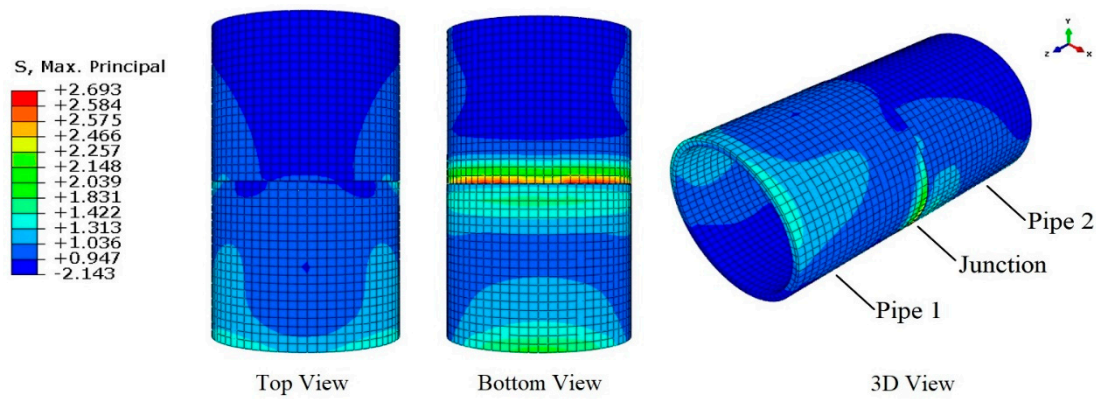 S, Max. Principal
+2.693
+2.584
+2.575
+2.466
+2.257
+2.148
+2.039
+1.831
+1.422
+1.313
+1.036
+0.947
-2.143
Y
Z
X
Pipe 2
Junction
Pipe 1
Top View
Bottom View
3D View